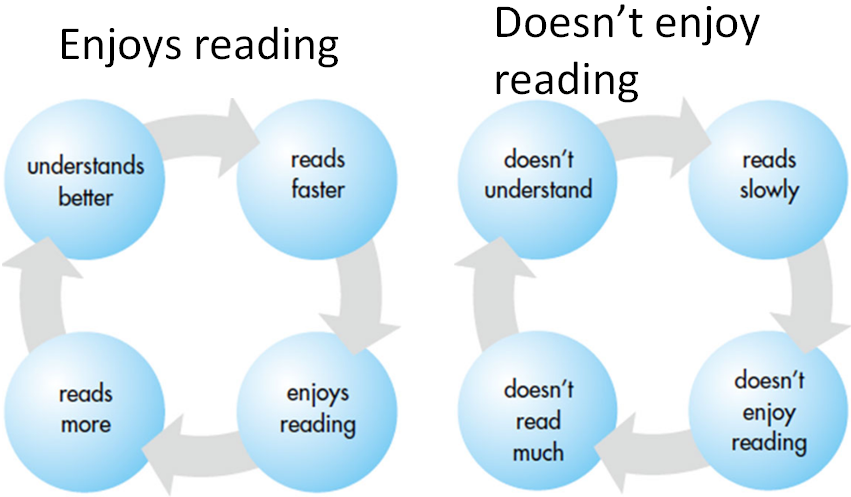 Enjoys reading
understands
better
reads
faster
enjoys
reading
reads
more
Doesn’t enjoy
reading
doesn’t
understand
reads
slowly
doesn’t
enjoy
reading
doesn’t
read
much